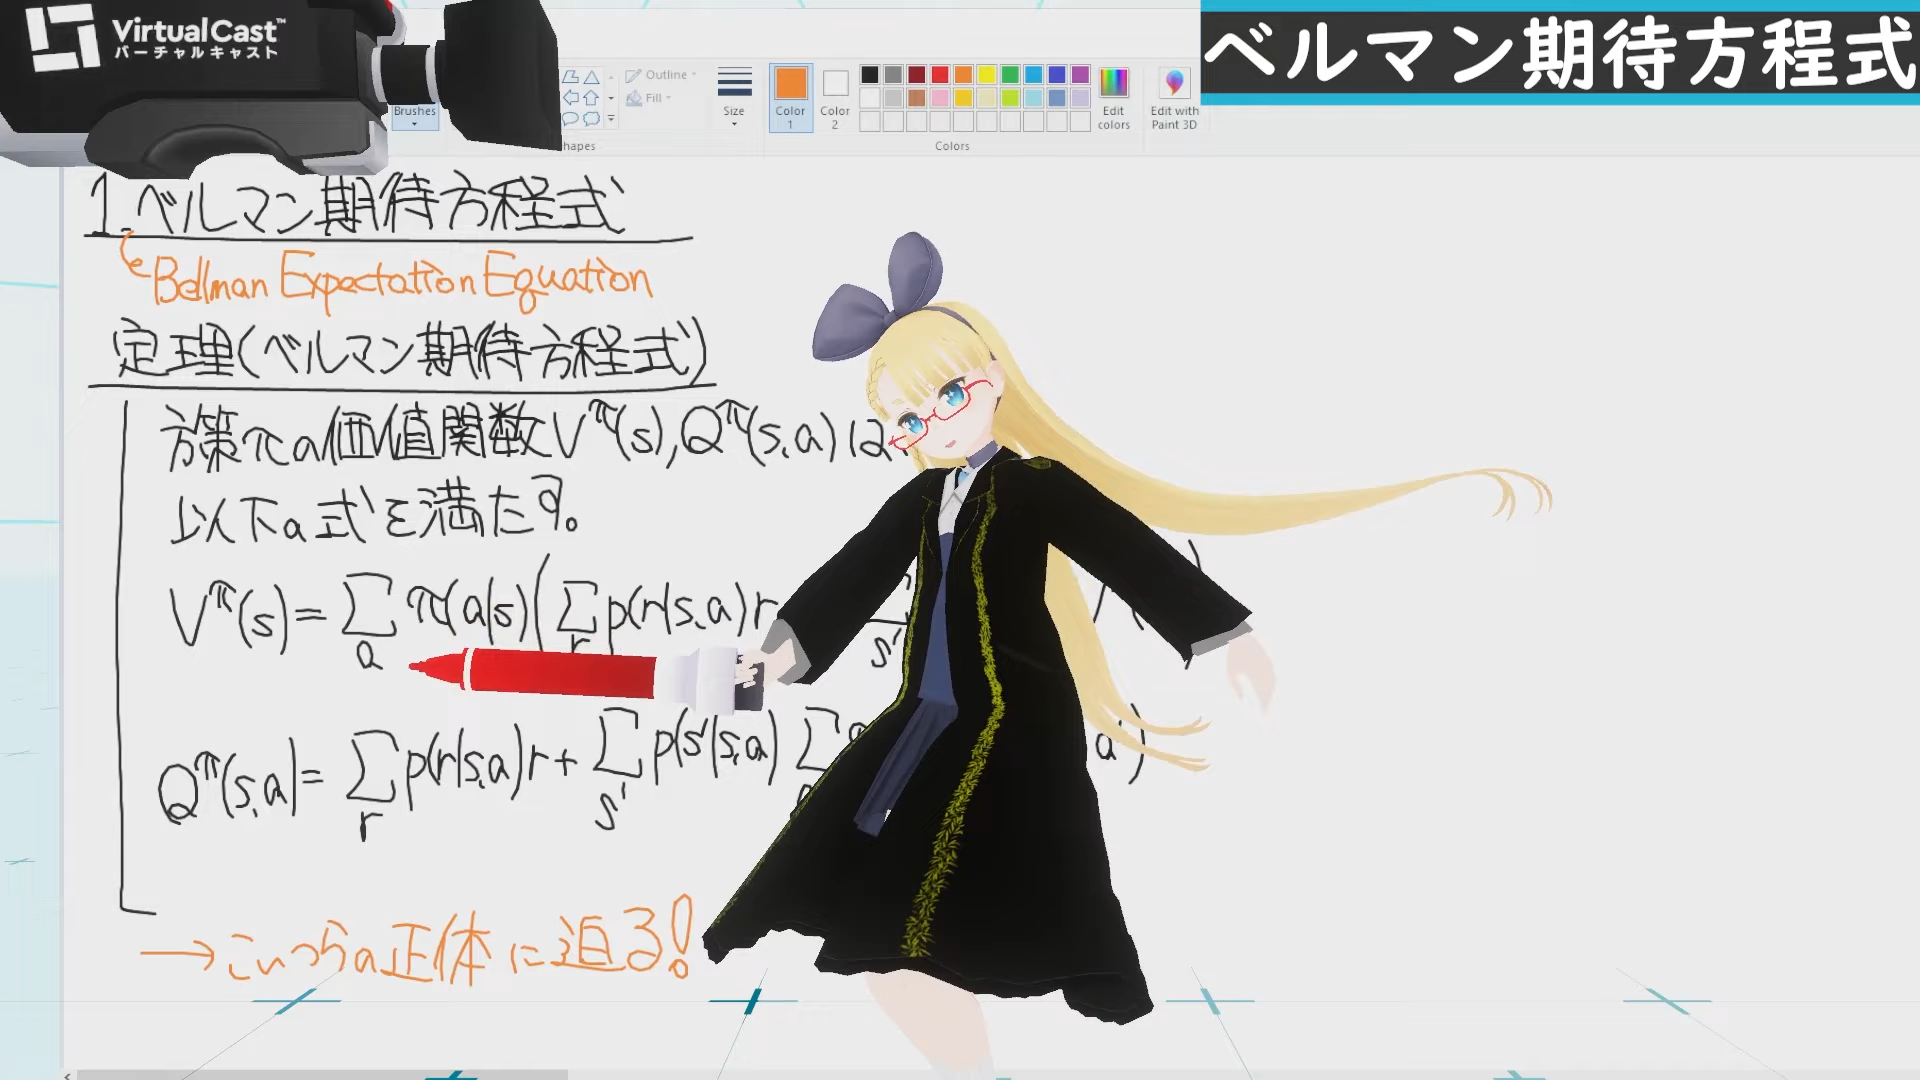 VirtualCast™
バーチャルキャスト
ベルマン期待方程式
Outline
Fill
Brushes
Size
Color 1
Color 2
Edit colors
Edit with Paint 3D
Colors
1.ベルマン期待方程式
Bellman Expectation Equation
定理(ベルマン期待方程式)
方策πの価値関数V^π(s),Q^π(s,a)は
以下の式を満たす。
V^π(s)=Σ_a π(a|s)(Σ_r p(r|s,a)r
s'
Q^π(s,a)=Σ_r p(r|s,a)r+Σ_s' p(s'|s,a)Σ a')
→こいつらの正体に迫る!